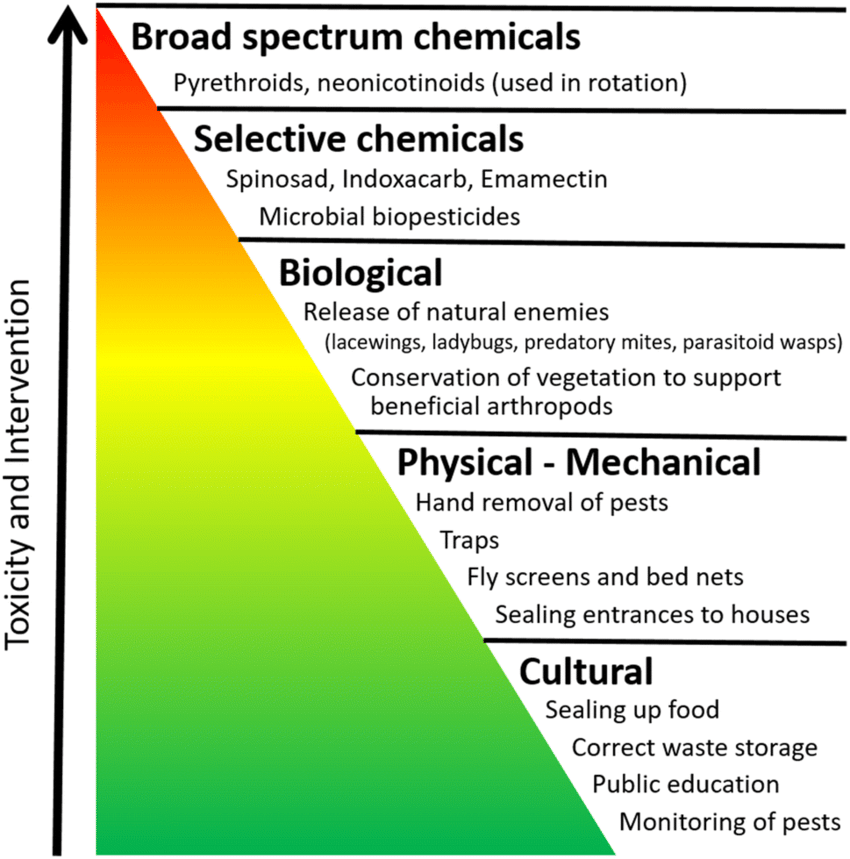 Broad spectrum chemicals
Pyrethroids, neonicotinoids (used in rotation)
Selective chemicals
Spinosad, Indoxacarb, Emamectin
Microbial biopesticides
Biological
Release of natural enemies
(lacewings, ladybugs, predatory mites, parasitoid wasps)
Conservation of vegetation to support
beneficial arthropods
Physical - Mechanical
Hand removal of pests
Traps
Fly screens and bed nets
Sealing entrances to houses
Cultural
Sealing up food
Correct waste storage
Public education
Monitoring of pests
Toxicity and Intervention